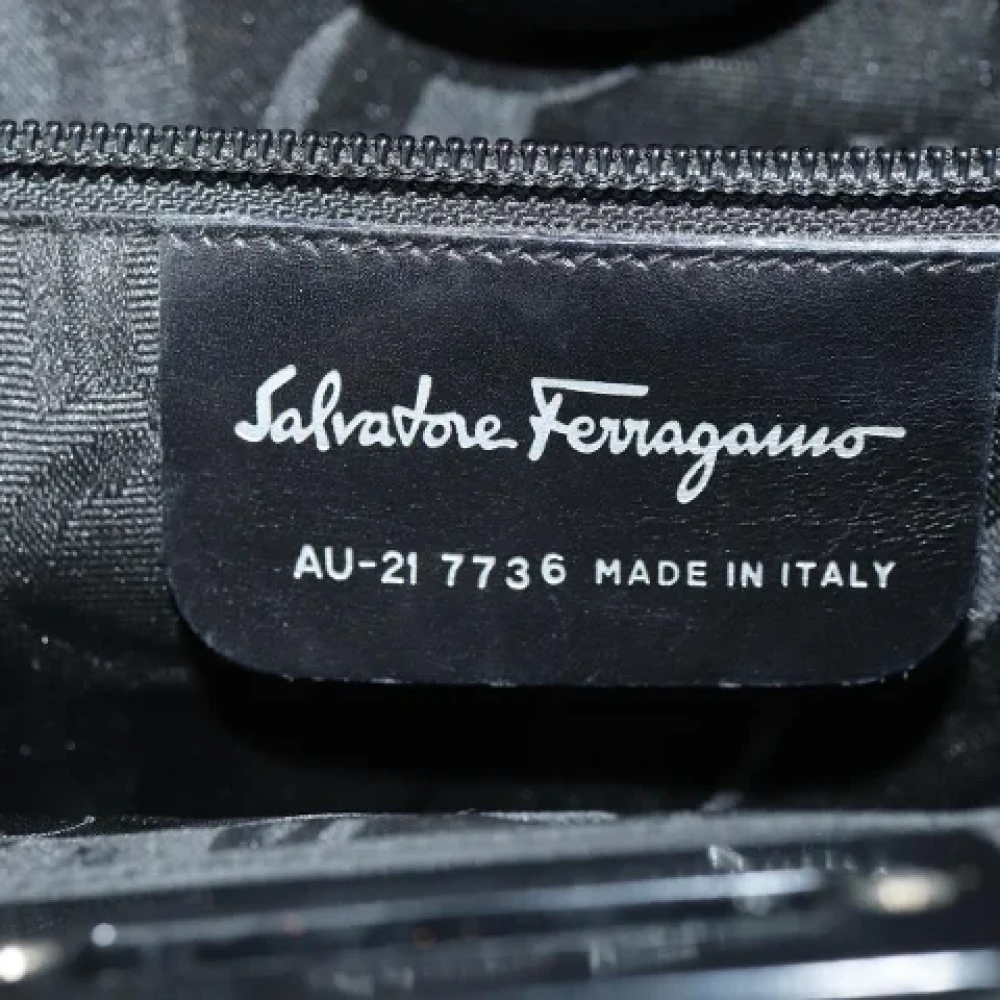 Salvatore Ferragamo
AU-21 7736 MADE IN ITALY